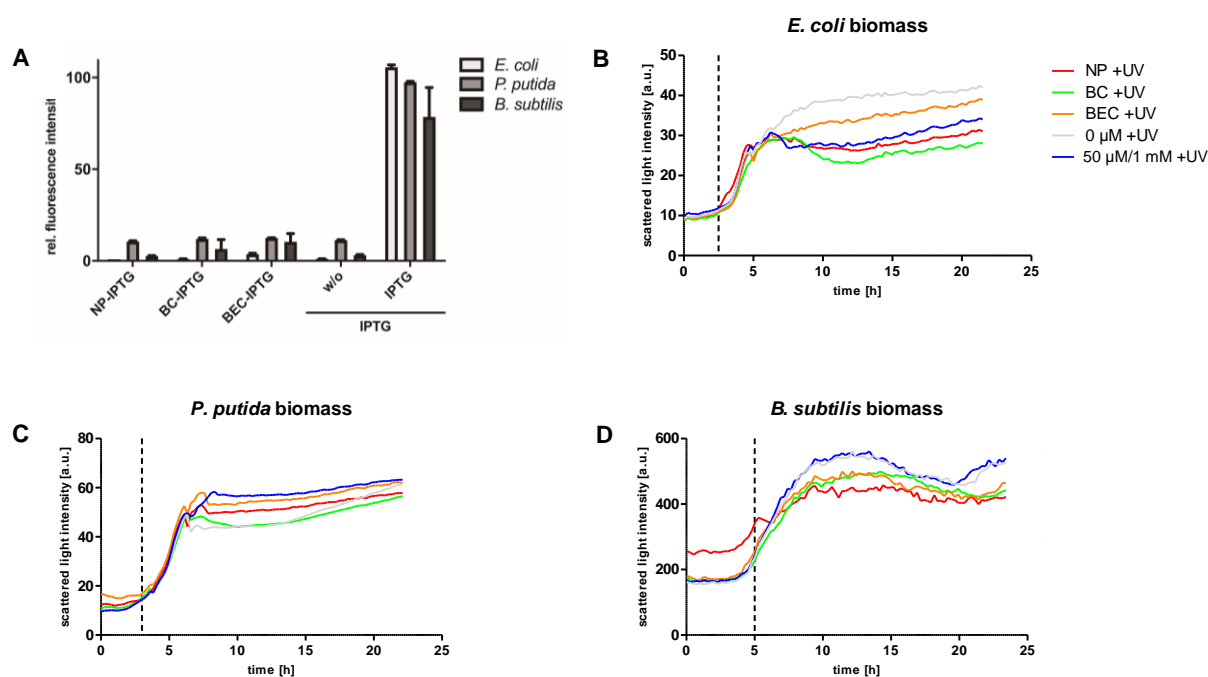 A
rel. fluorescence intensit
100
50
0
E. coli
P. putida
B. subtilis
NP-IPTG
BC-IPTG
BEC-IPTG
w/o
IPTG
IPTG
E. coli biomass
B
scattered light intensity [a.u.]
50
40
30
20
10
0
0 5 10 15 20 25
time [h]
NP +UV
BC +UV
BEC +UV
0 µM +UV
50 µM/1 mM +UV
P. putida biomass
C
scattered light intensity [a.u.]
80
60
40
20
0
0 5 10 15 20 25
time [h]
B. subtilis biomass
D
scattered light intensity [a.u.]
600
400
200
0
0 5 10 15 20 25
time [h]